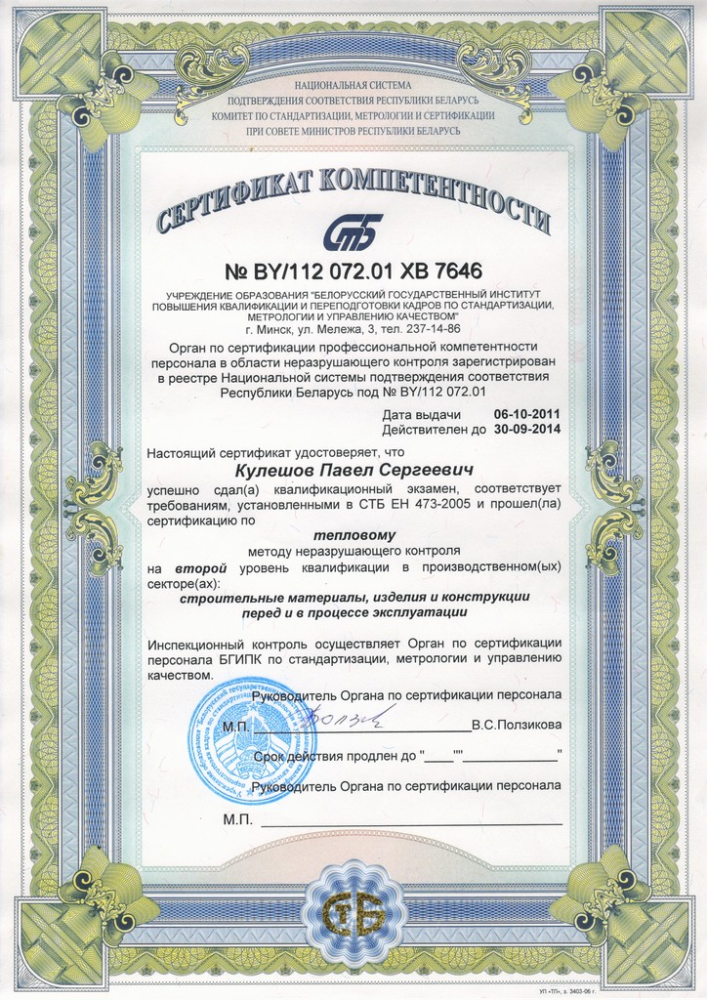 НАЦИОНАЛЬНАЯ СИСТЕМА
ПОДТВЕРЖДЕНИЯ СООТВЕТСТВИЯ РЕСПУБЛИКИ БЕЛАРУСЬ
КОМИТЕТ ПО СТАНДАРТИЗАЦИИ, МЕТРОЛОГИИ И СЕРТИФИКАЦИИ
ПРИ СОВЕТЕ МИНИСТРОВ РЕСПУБЛИКИ БЕЛАРУСЬ
СЕРТИФИКАТ КОМПЕТЕНТНОСТИ
СТБ
№ BY/112 072.01 ХВ 7646
УЧРЕЖДЕНИЕ ОБРАЗОВАНИЯ "БЕЛОРУССКИЙ ГОСУДАРСТВЕННЫЙ ИНСТИТУТ
ПОВЫШЕНИЯ КВАЛИФИКАЦИИ И ПЕРЕПОДГОТОВКИ КАДРОВ ПО СТАНДАРТИЗАЦИИ,
МЕТРОЛОГИИ И УПРАВЛЕНИЮ КАЧЕСТВОМ"
г. Минск, ул. Мележа, 3, тел. 237-14-86
Орган по сертификации профессиональной компетентности
персонала в области неразрушающего контроля зарегистрирован
в реестре Национальной системы подтверждения соответствия
Республики Беларусь под № BY/112 072.01
Дата выдачи 06-10-2011
Действителен до 30-09-2014
Настоящий сертификат удостоверяет, что
Кулешов Павел Сергеевич
успешно сдал(а) квалификационный экзамен, соответствует
требованиям, установленными в СТБ ЕН 473-2005 и прошел(ла)
сертификацию по
тепловому
методу неразрушающего контроля
на второй уровень квалификации в производственном(ых)
секторе(ах):
строительные материалы, изделия и конструкции
перед и в процессе эксплуатации
Инспекционный контроль осуществляет Орган по сертификации
персонала БГИПК по стандартизации, метрологии и управлению
качеством.
Руководитель Органа по сертификации персонала
М.П. В.С.Ползикова
Срок действия продлен до "____""_____________"
Руководитель Органа по сертификации персонала
М.П.
СТБ
УП «ТП», з. 3403-06 г.